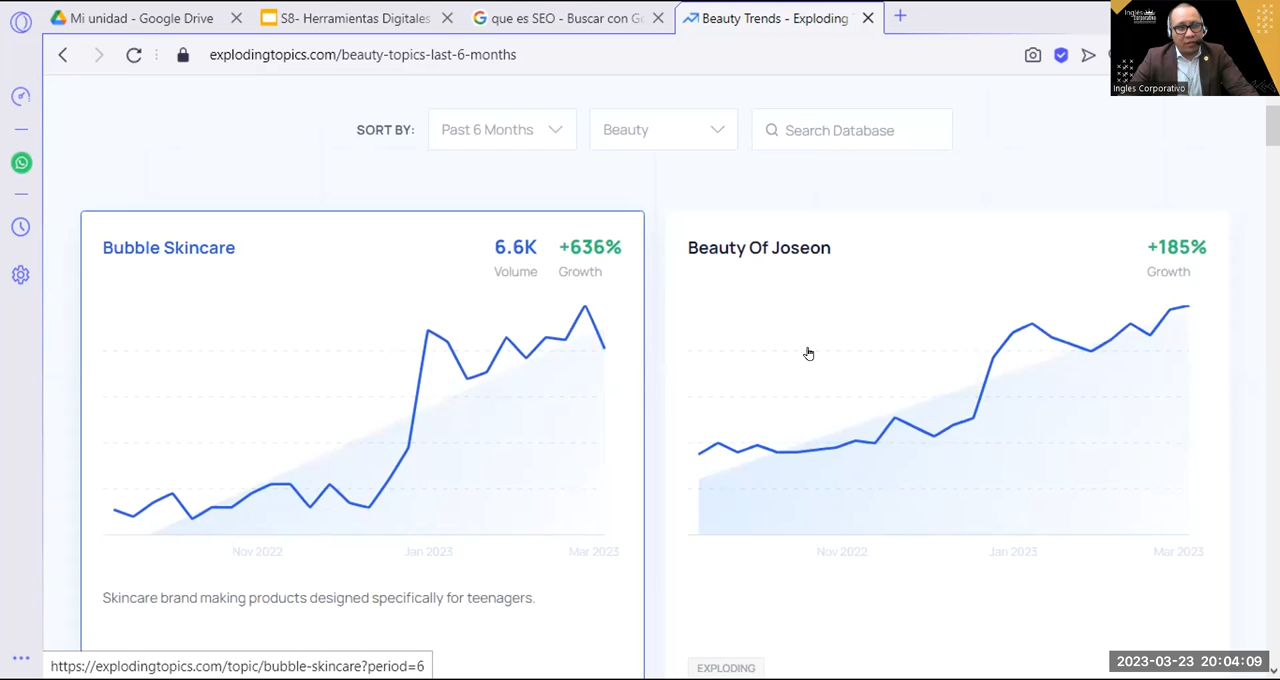 Mi unidad - Google Drive
S8- Herramientas Digitales
que es SEO - Buscar con Go
Beauty Trends - Exploding
explodingtopics.com/beauty-topics-last-6-months
Inglés
Corporativo
Ingles Corporativo
SORT BY:
Past 6 Months
Beauty
Search Database
Bubble Skincare
6.6K
+636%
Volume
Growth
Nov 2022
Jan 2023
Mar 2023
Skincare brand making products designed specifically for teenagers.
Beauty Of Joseon
+185%
Growth
Nov 2022
Jan 2023
Mar 2023
EXPLODING
https://explodingtopics.com/topic/bubble-skincare?period=6
2023-03-23 20:04:09